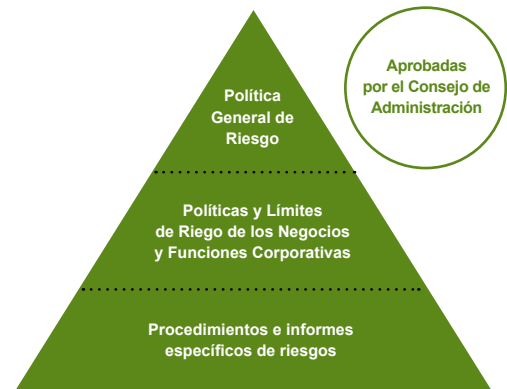 Política
General de
Riesgo
Aprobadas
por el Consejo de
Administración
Políticas y Límites
de Riego de los Negocios
y Funciones Corporativas
Procedimientos e informes
específicos de riesgos